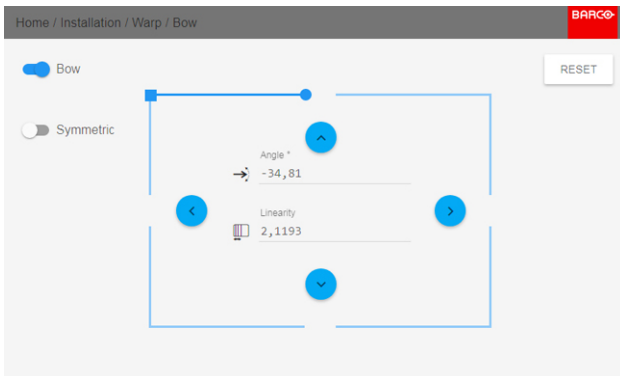 Home / Installation / Warp / Bow
BARCO
Bow
RESET
Symmetric
Angle *
-34,81
Linearity
2,1193